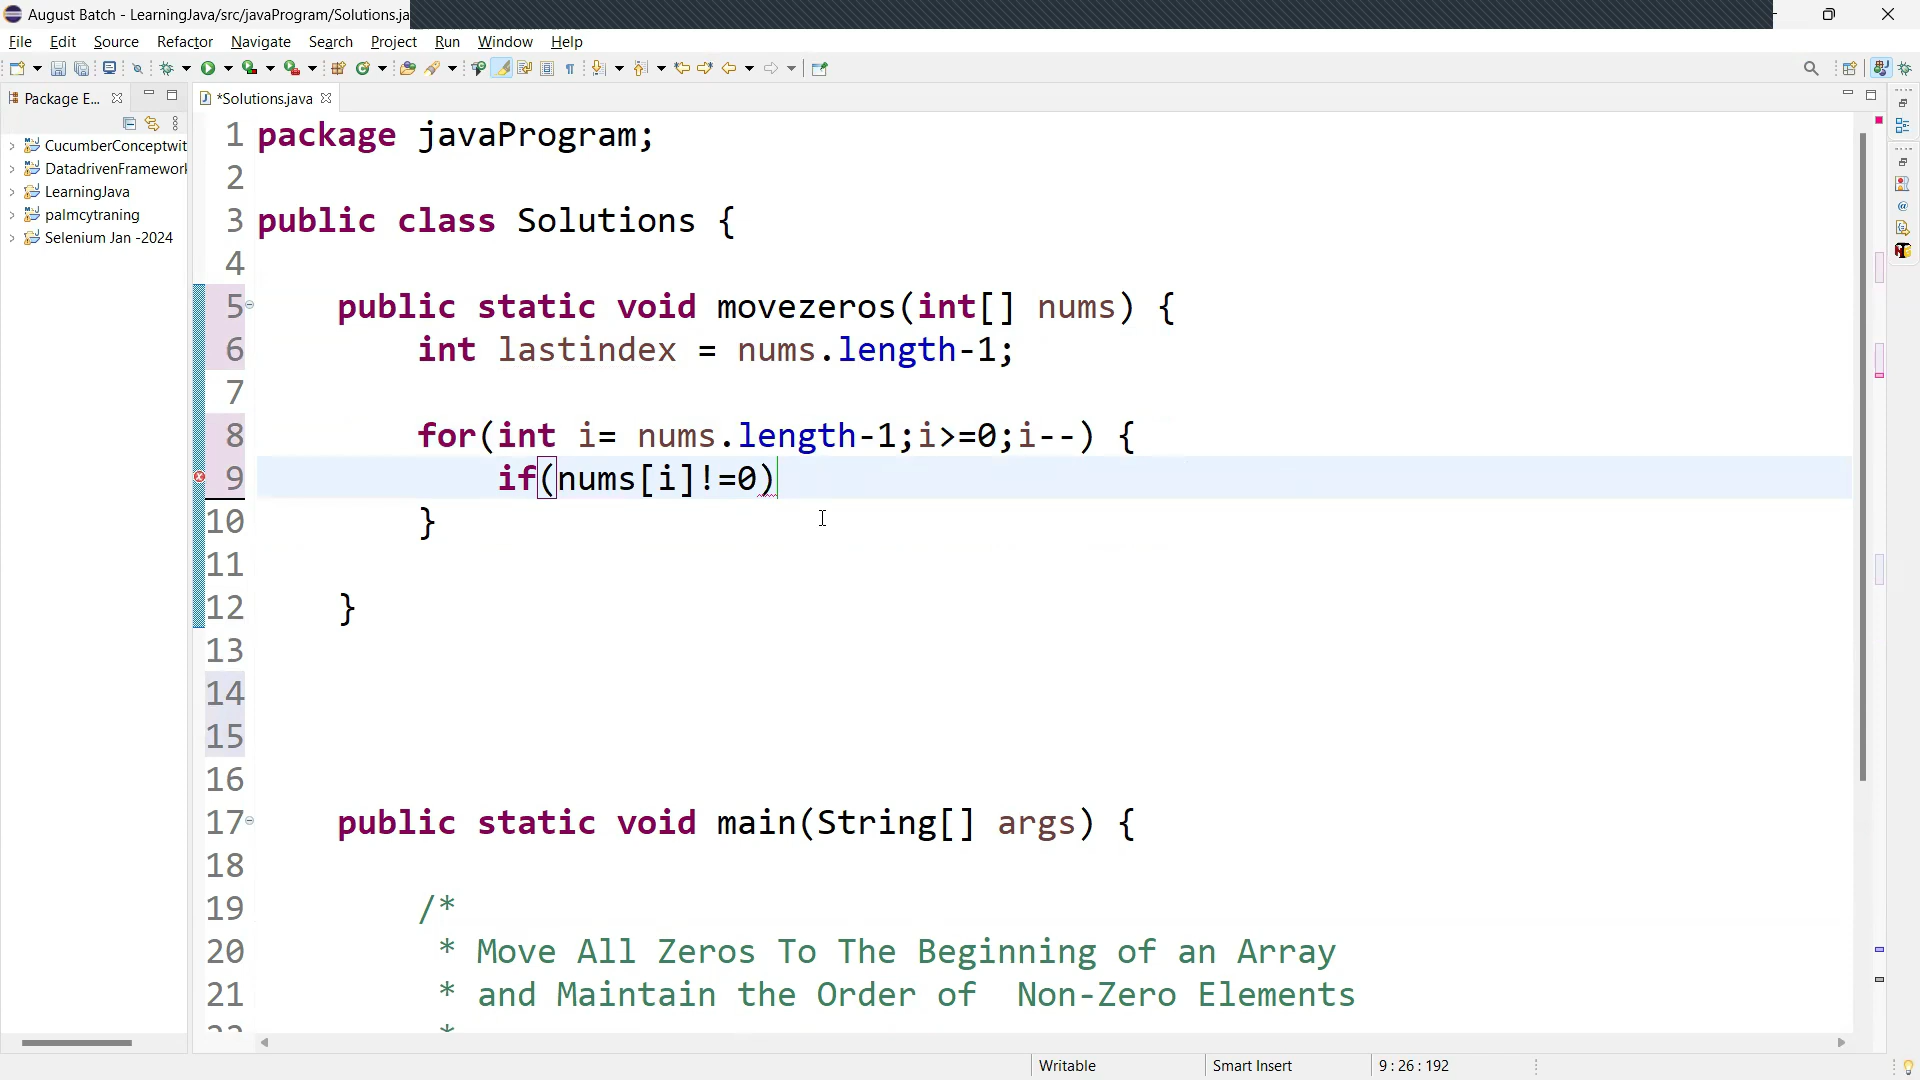 August Batch - LearningJava/src/javaProgram/Solutions.ja
File Edit Source Refactor Navigate Search Run Project Window Help
Package E...
*Solutions.java
CucumberConceptwit
DatadrivenFramework
LearningJava
palmcytraning
Selenium Jan -2024
1 package javaProgram;
2
3 public class Solutions {
4
5 public static void movezeros(int[] nums) {
6 int lastindex = nums.length-1;
7
8 for(int i= nums.length-1;i>=0;i--) {
9 if(nums[i]!=0)
10 }
11
12 }
13
14
15
16
17 public static void main(String[] args) {
18
19 /*
20 * Move All Zeros To The Beginning of an Array
21 * and Maintain the Order of Non-Zero Elements
*
Writable Smart Insert 9:26:192